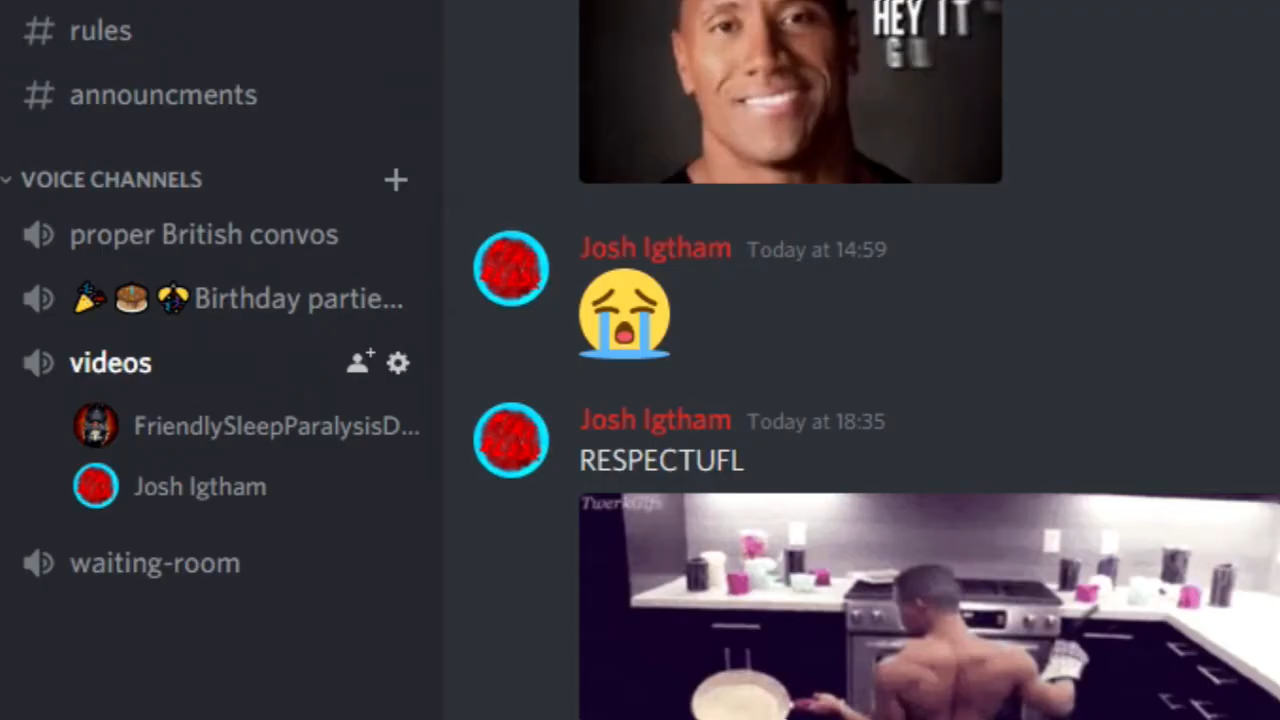 rules
announcments
VOICE CHANNELS
proper British convos
Birthday partie...
videos
FriendlySleepParalysisD...
Josh Igtham
waiting-room
HEY IT
Josh Igtham Today at 14:59
Josh Igtham Today at 18:35
RESPECTUFL
TwerkGifs